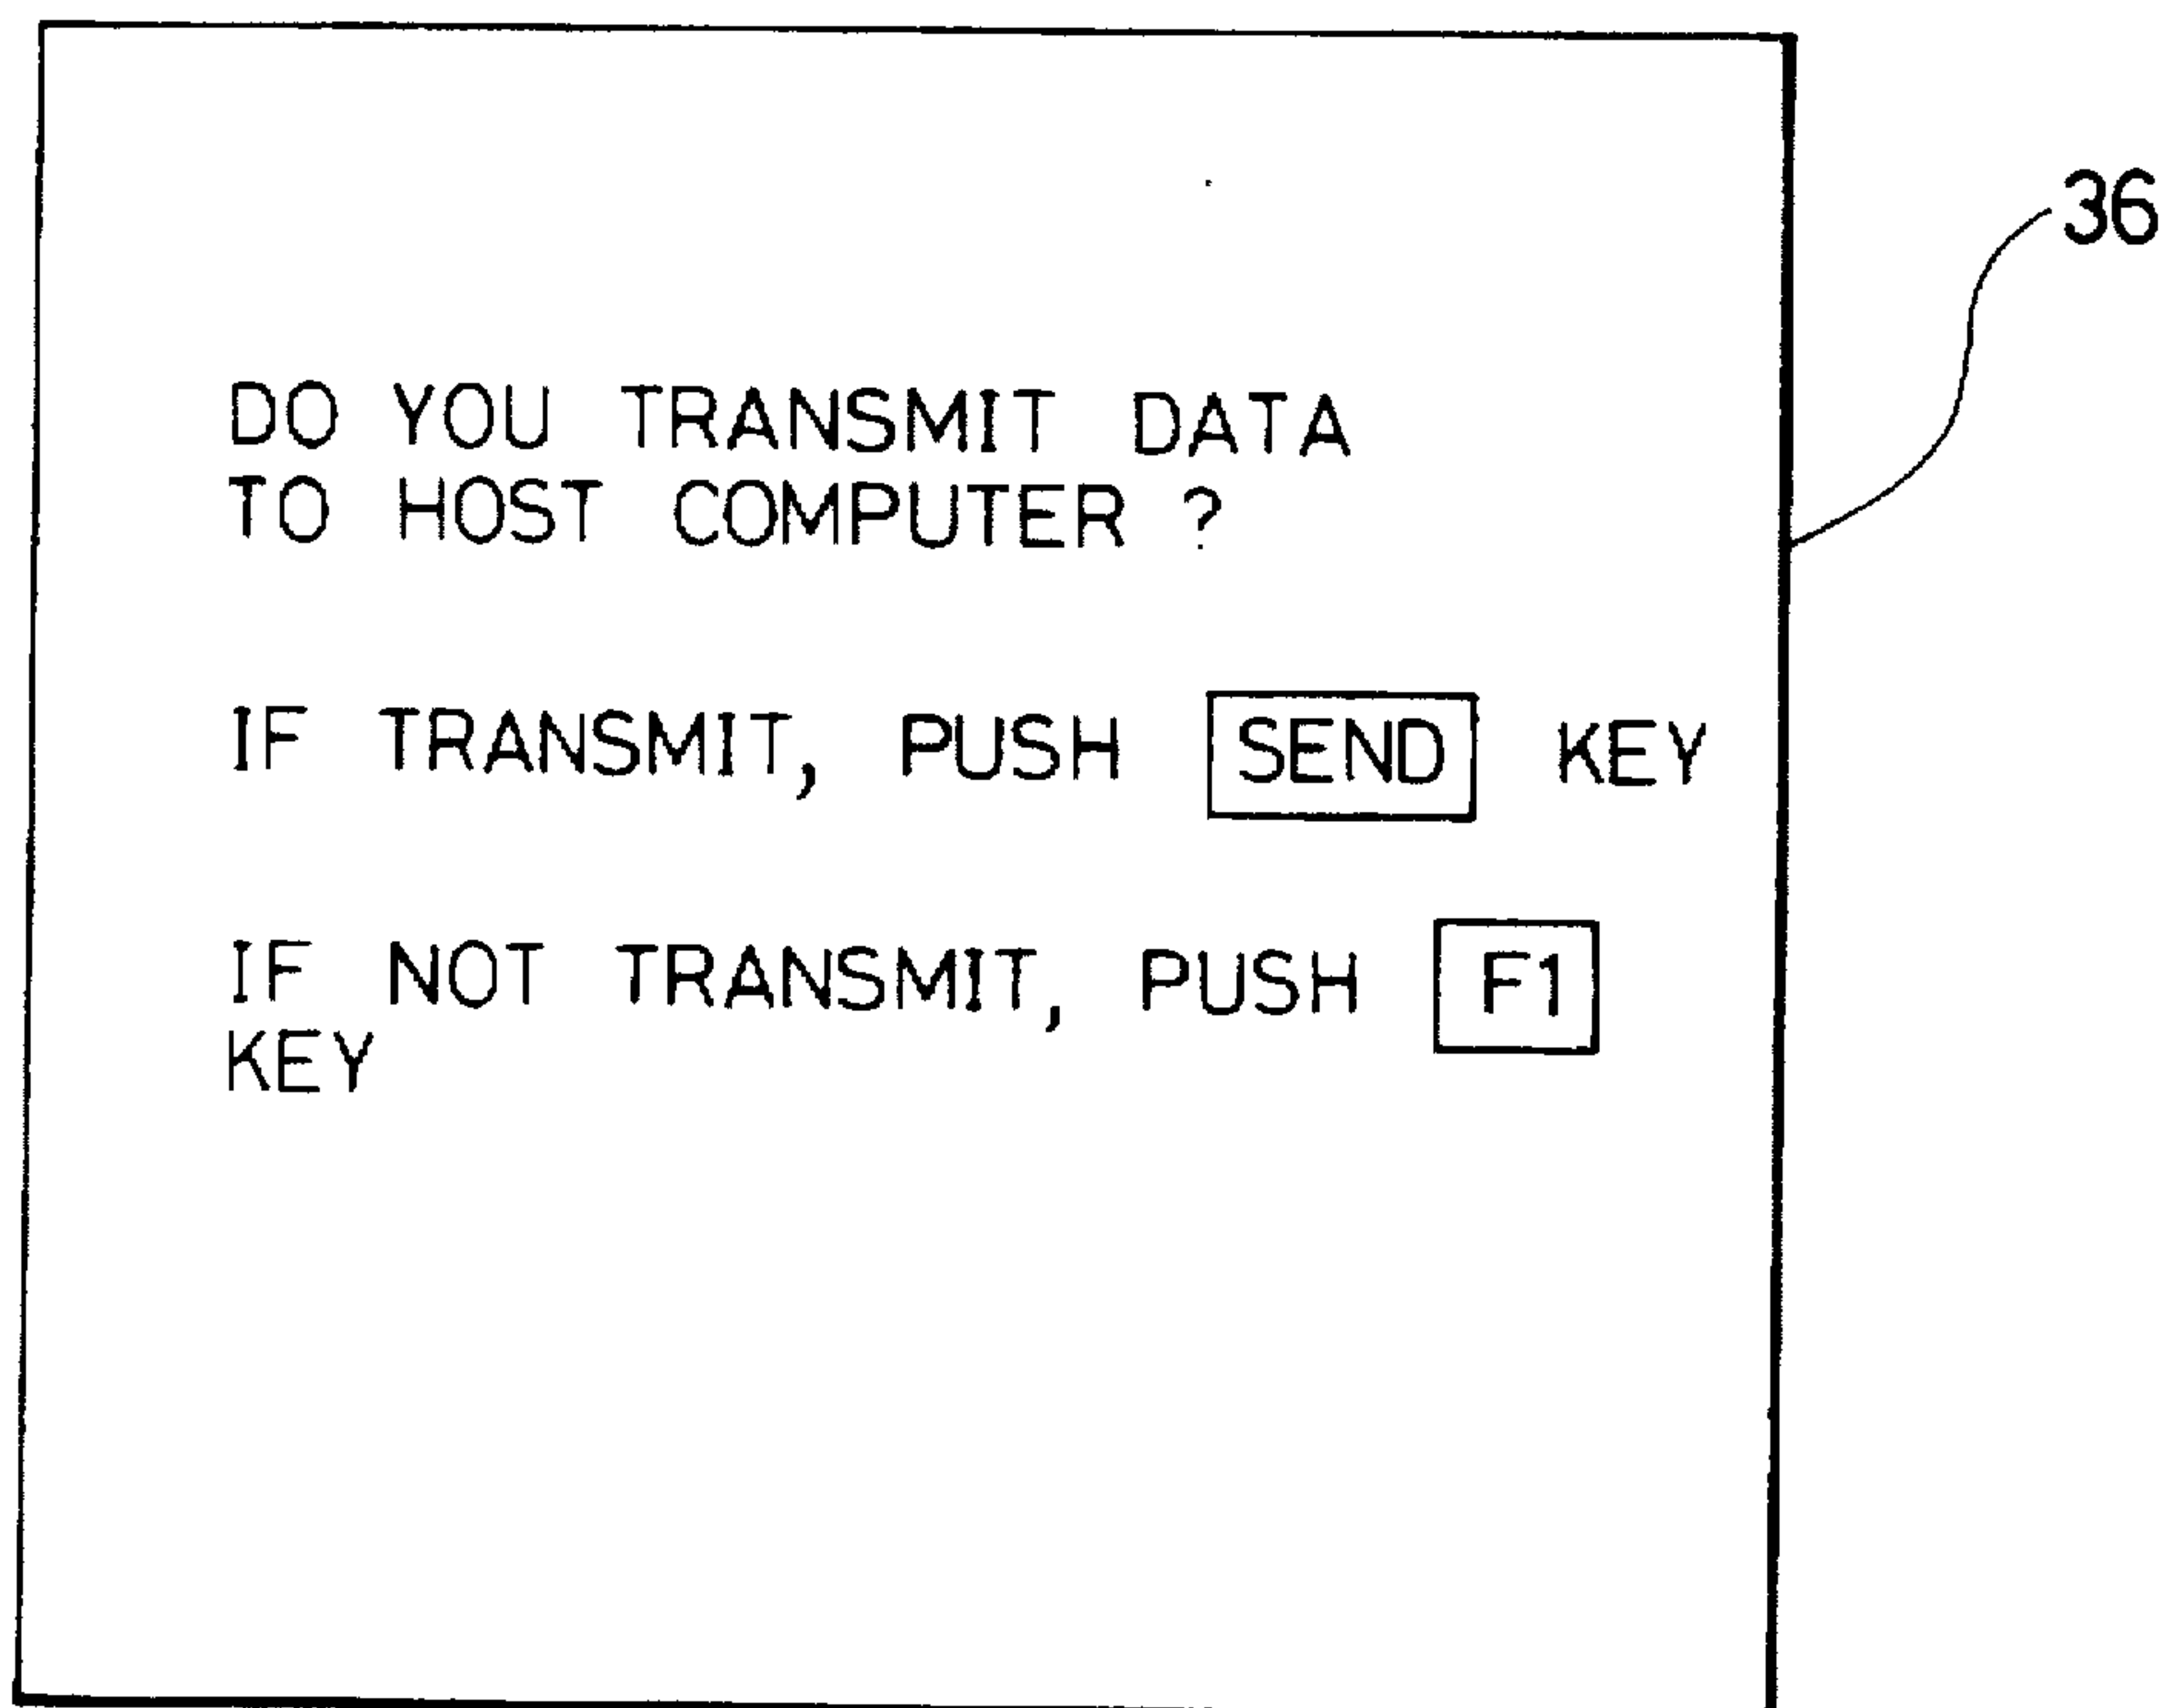 36
DO YOU TRANSMIT DATA
TO HOST COMPUTER ?
IF TRANSMIT, PUSH SEND KEY
IF NOT TRANSMIT, PUSH F1
KEY